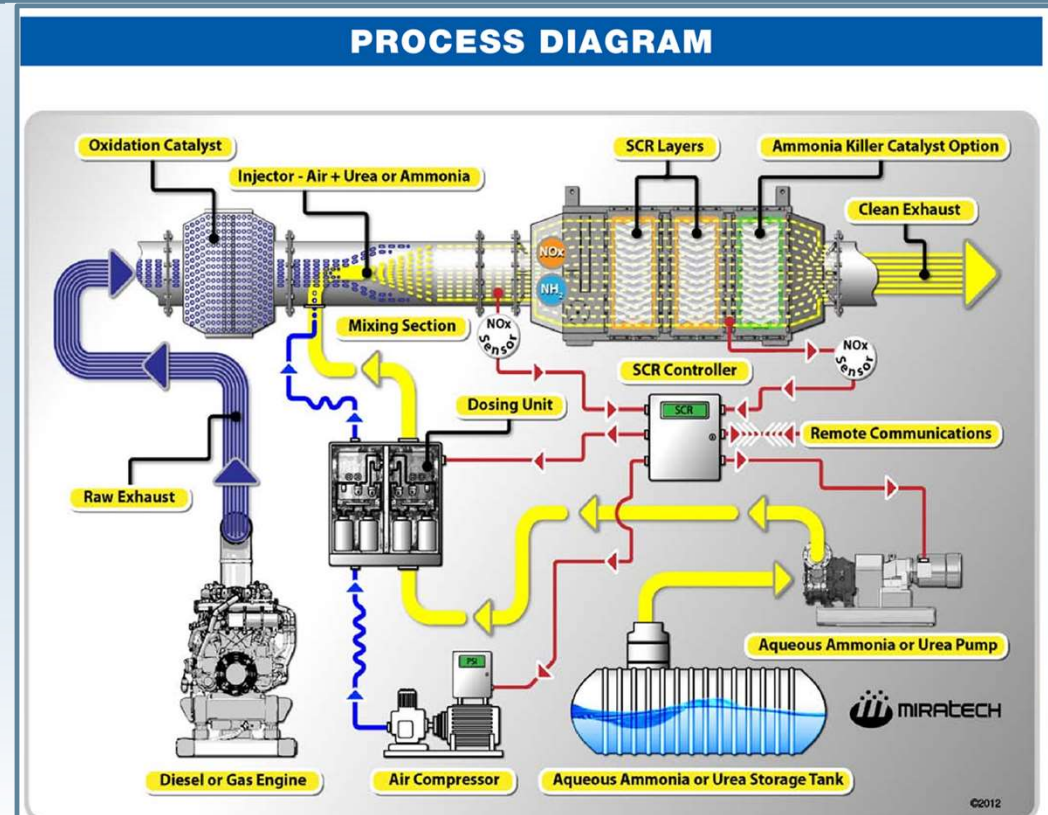 PROCESS DIAGRAM
Oxidation Catalyst
SCR Layers
Ammonia Killer Catalyst Option
Injector - Air + Urea or Ammonia
Clean Exhaust
NOx
NH₃
Mixing Section
NOx
Sensor
NOx
Sensor
SCR Controller
Dosing Unit
SCR
Remote Communications
Raw Exhaust
Aqueous Ammonia or Urea Pump
PSI
MIRATECH
Diesel or Gas Engine
Air Compressor
Aqueous Ammonia or Urea Storage Tank
©2012